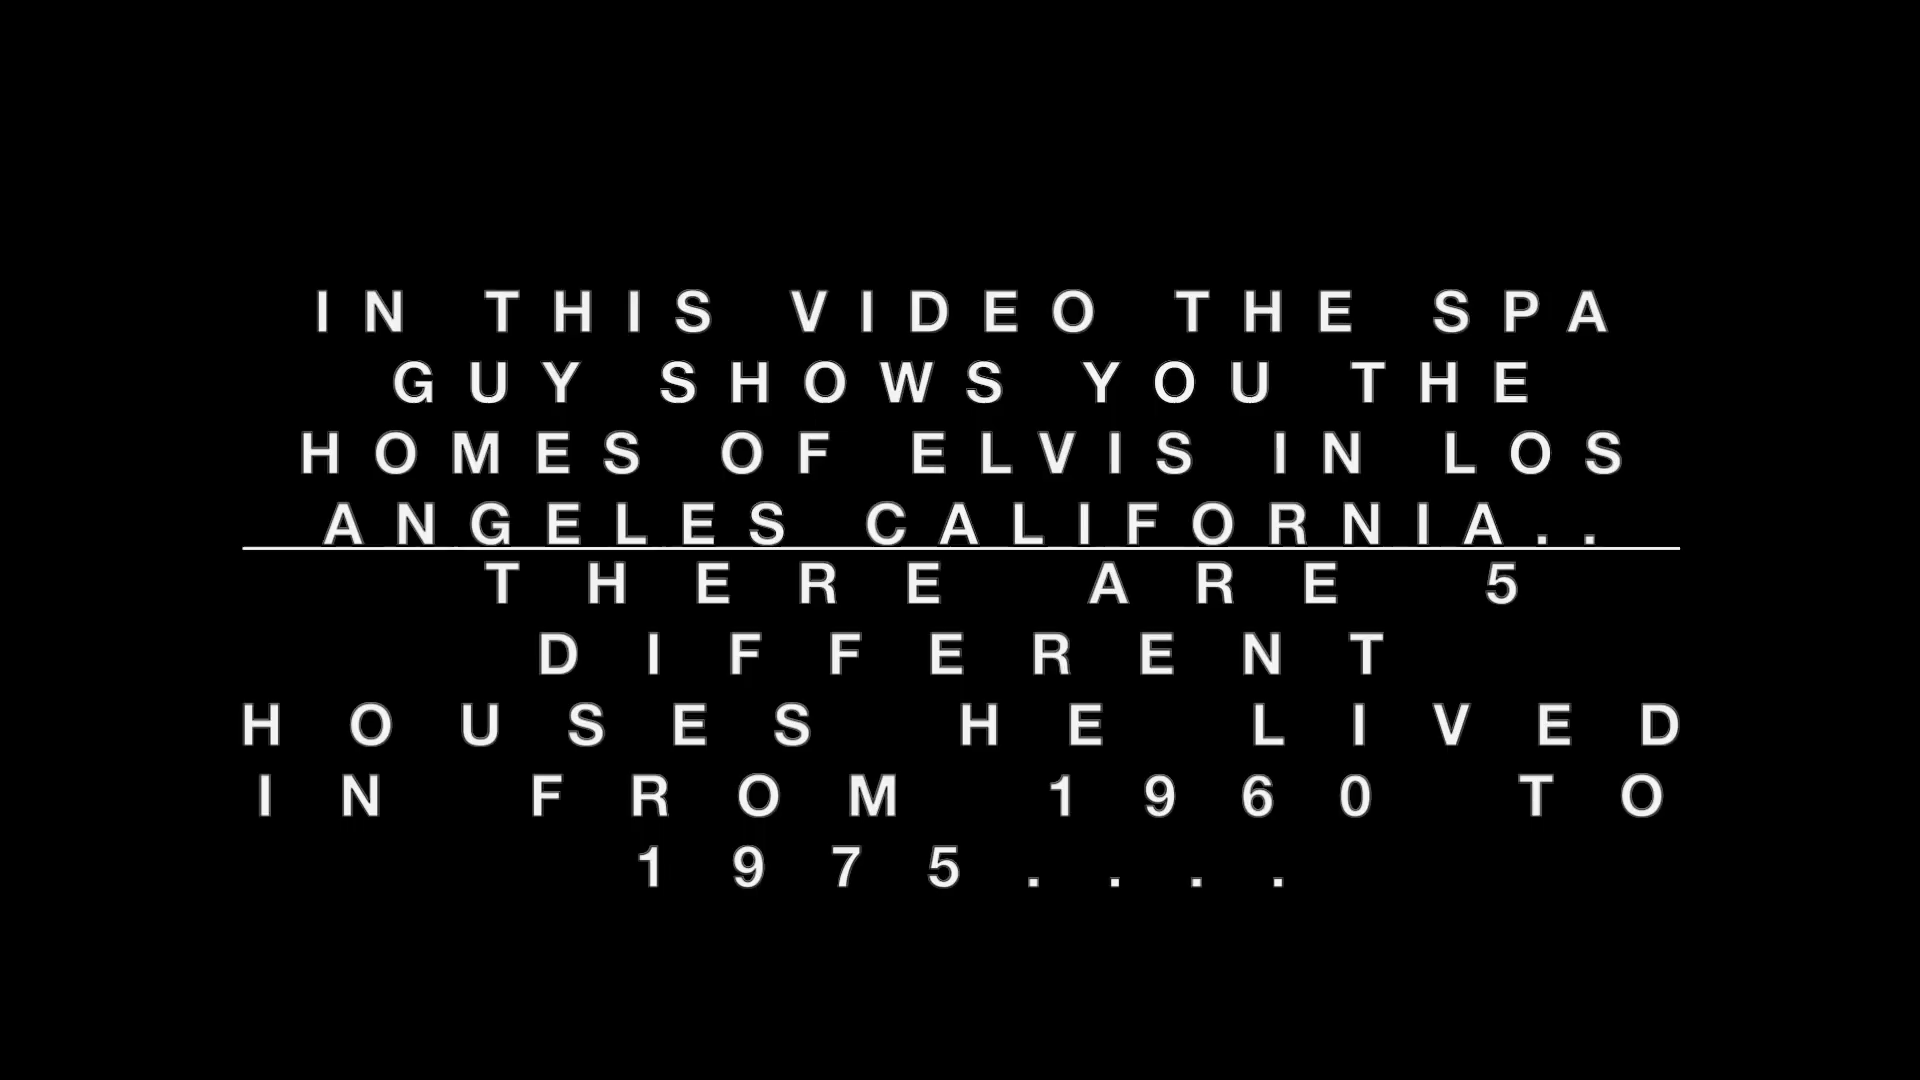 IN THIS VIDEO THE SPA
GUY SHOWS YOU THE
HOMES OF ELVIS IN LOS
ANGELES CALIFORNIA..
THERE ARE 5
DIFFERENT
HOUSES HE LIVED
IN FROM 1960 TO
1975....